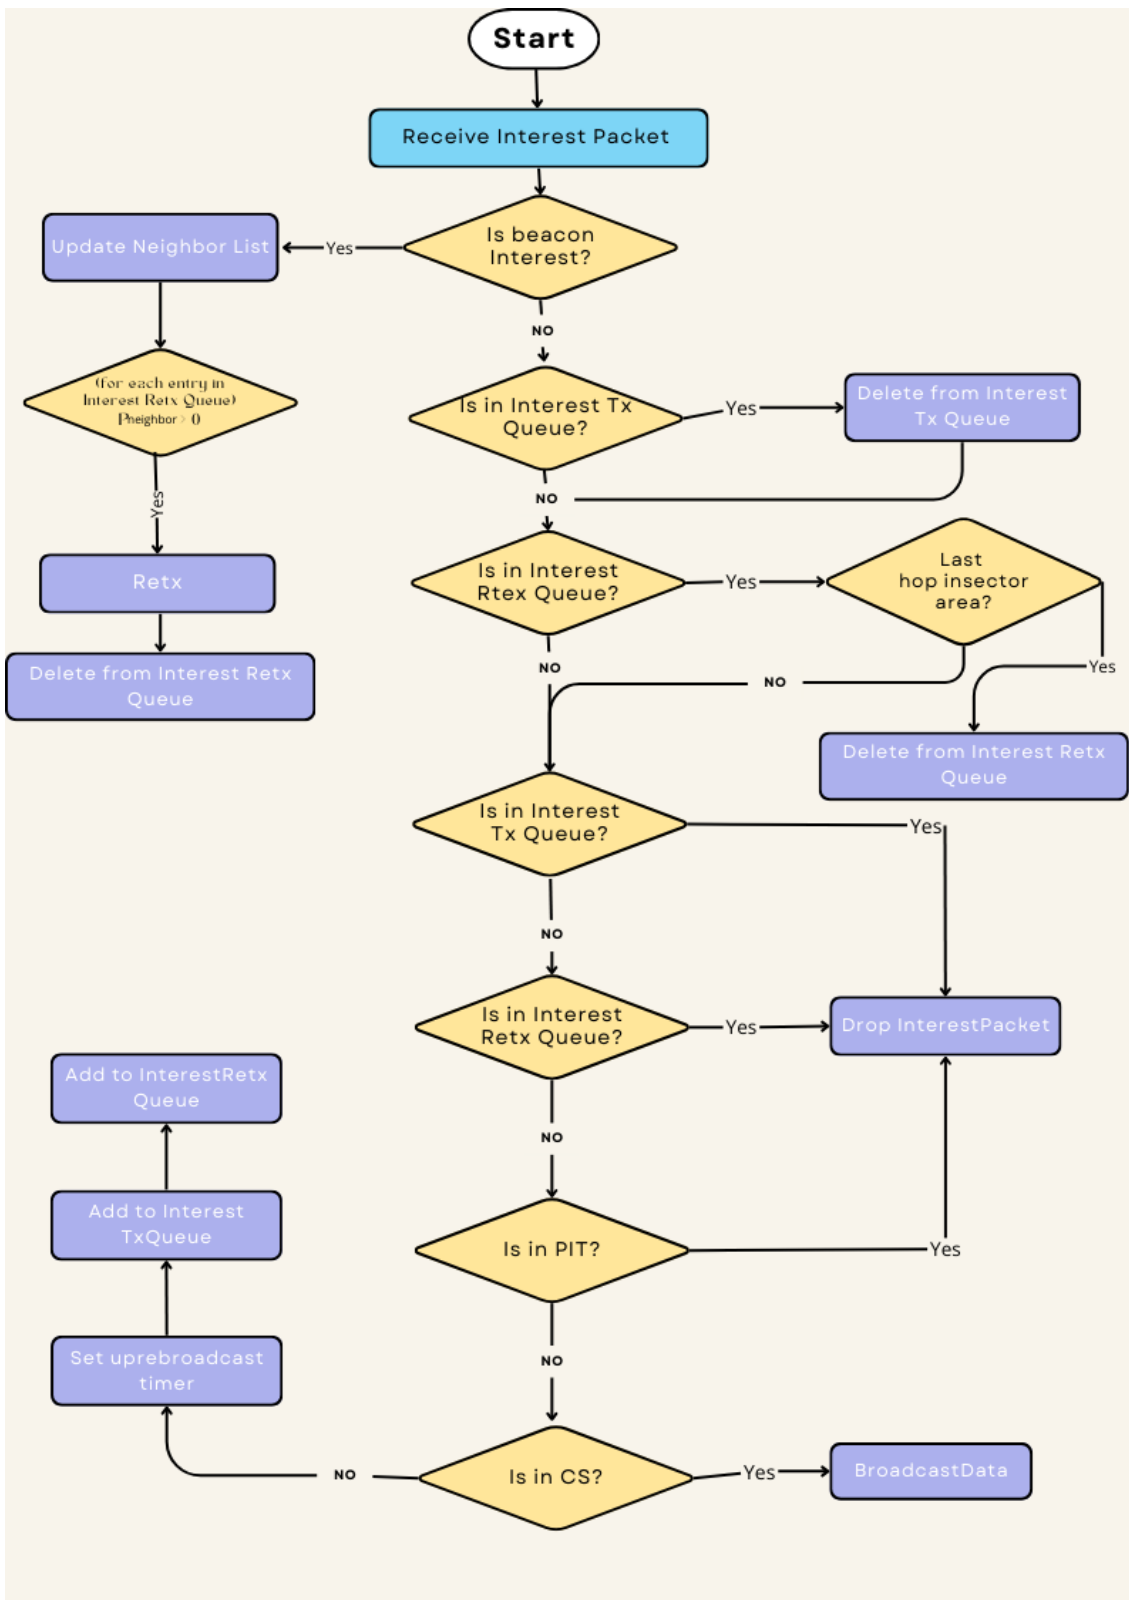 Start
Receive Interest Packet
Is beacon
Interest?
Yes
Update Neighbor List
NO
(for each entry in
Interest Retx Queue)
Pneighbor > 0
Is in Interest Tx
Queue?
Yes
Delete from Interest
Tx Queue
Yes
NO
Is in Interest
Rtex Queue?
Yes
Last
hop insector
area?
Retx
NO
NO
Yes
Delete from Interest Retx
Queue
Delete from Interest Retx
Queue
Is in Interest
Tx Queue?
Yes
NO
Is in Interest
Retx Queue?
Yes
Drop InterestPacket
Add to InterestRetx
Queue
NO
Add to Interest
TxQueue
Is in PIT?
Yes
Set uprebroadcast
timer
NO
NO
Is in CS?
Yes
BroadcastData